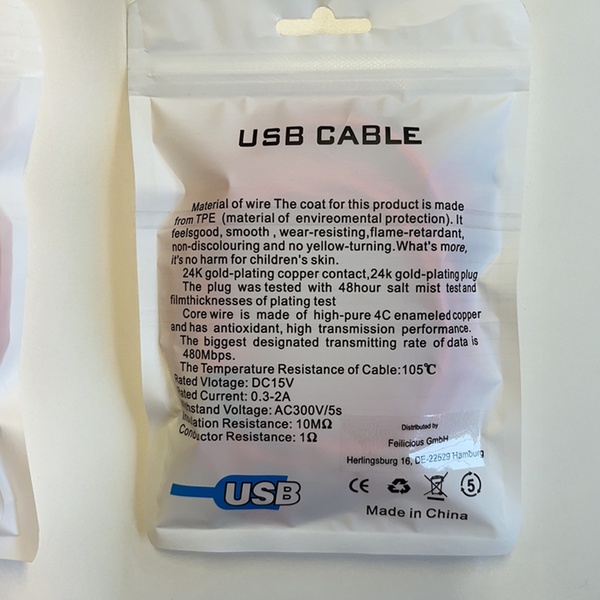 USB CABLE
Material of wire The coat for this product is made
from TPE (material of enviromental protection). It
feelsgood, smooth , wear-resisting,flame-retardant,
non-discolouring and no yellow-turning.What's more,
it's no harm for children's skin.
24K gold-plating copper contact,24k gold-plating plug
The plug was tested with 48hour salt mist test and
filmthicknesses of plating test
Core wire is made of high-pure 4C enameled copper
and has antioxidant, high transmission performance.
The biggest designated transmitting rate of data is
480Mbps.
The Temperature Resistance of Cable:105℃
Rated Vlotage: DC15V
Rated Current: 0.3-2A
Withstand Voltage: AC300V/5s
Insulation Resistance: 10MΩ
Conductor Resistance: 1Ω
Distributed by
Feilicious GmbH
Herlingsburg 16, DE-22529 Hamburg
USB
CE
5
Made in China